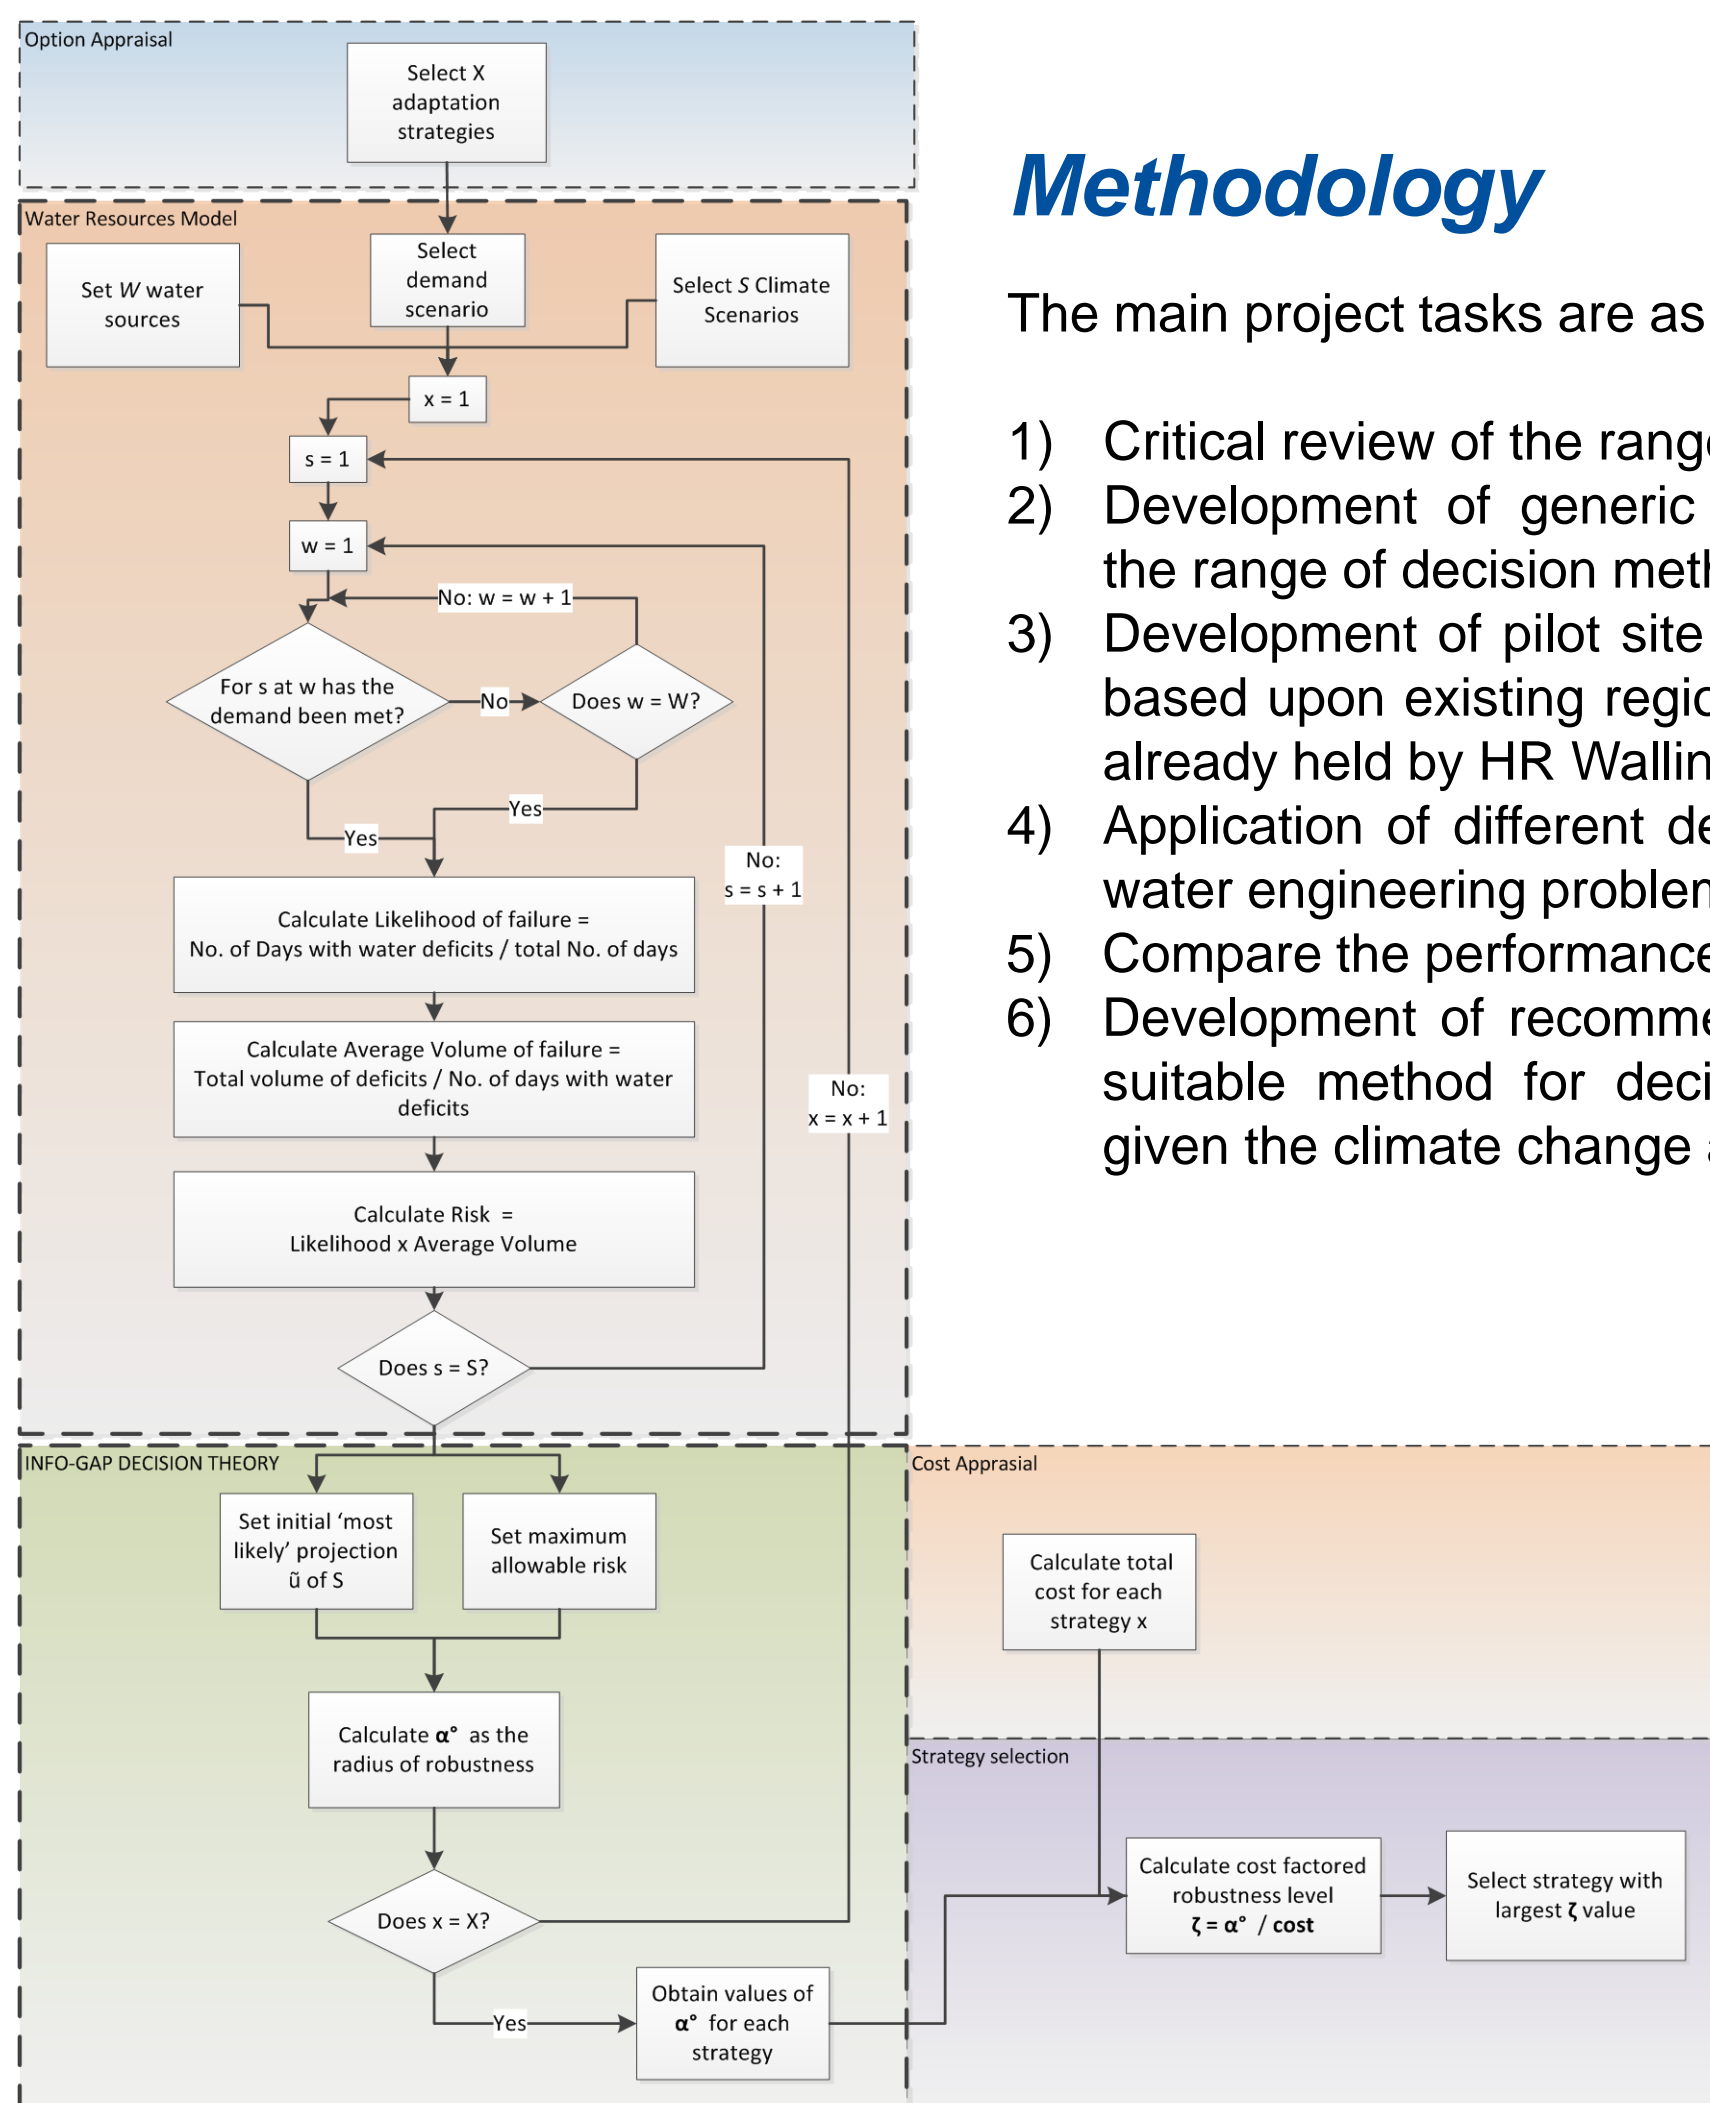 Option Appraisal
Select X
adaptation
strategies
Water Resources Model
Set W water
sources
Select
demand
scenario
Select S Climate
Scenarios
x = 1
s = 1
w = 1
No: w = w + 1
For s at w has the
demand been met?
No
Does w = W?
Yes
Yes
No:
s = s + 1
Calculate Likelihood of failure =
No. of Days with water deficits / total No. of days
Calculate Average Volume of failure =
Total volume of deficits / No. of days with water
deficits
No:
x = x + 1
Calculate Risk =
Likelihood x Average Volume
Does s = S?
INFO-GAP DECISION THEORY
Set initial ‘most
likely’ projection
ũ of S
Set maximum
allowable risk
Calculate α° as the
radius of robustness
Does x = X?
Yes
Obtain values of
α° for each
strategy
Cost Apprasial
Calculate total
cost for each
strategy x
Strategy selection
Calculate cost factored
robustness level
ζ = α° / cost
Select strategy with
largest ζ value
Methodology
The main project tasks are as
1) Critical review of the range
2) Development of generic
the range of decision meth
3) Development of pilot site
based upon existing regio
already held by HR Wallin
4) Application of different de
water engineering problem
5) Compare the performance
6) Development of recomme
suitable method for deci
given the climate change a